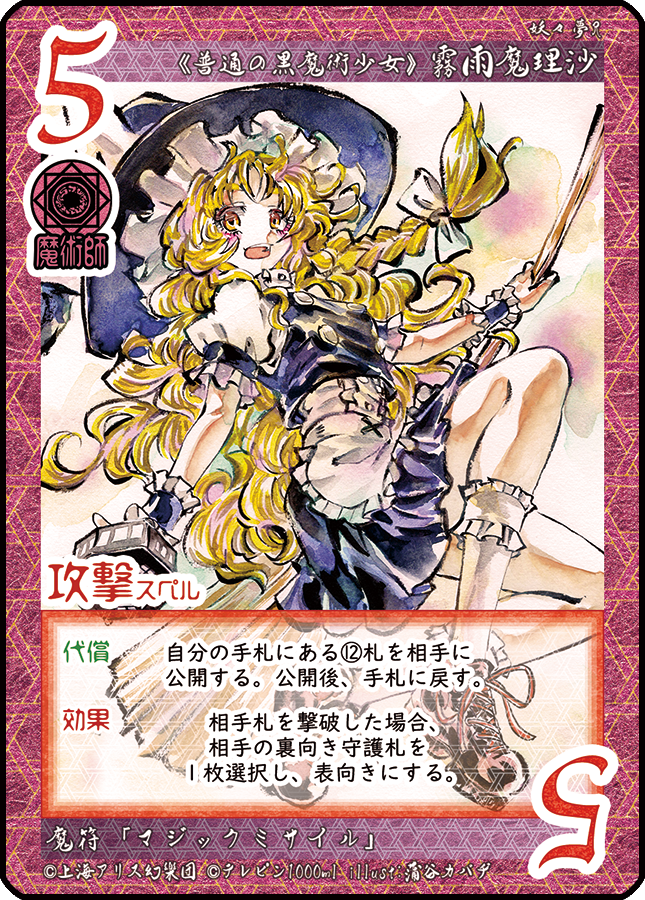 妖々夢9
5
《普通の黒魔術少女》霧雨魔理沙
魔術師
攻撃スペル
代償
自分の手札にある⑫札を相手に
公開する。公開後、手札に戻す。
効果
相手札を撃破した場合、
相手の裏向き守護札を
1枚選択し、表向きにする。
5
魔符「マジックミサイル」
©上海アリス幻樂団 ©テレビン1000ml illust:蒲谷カバヂ